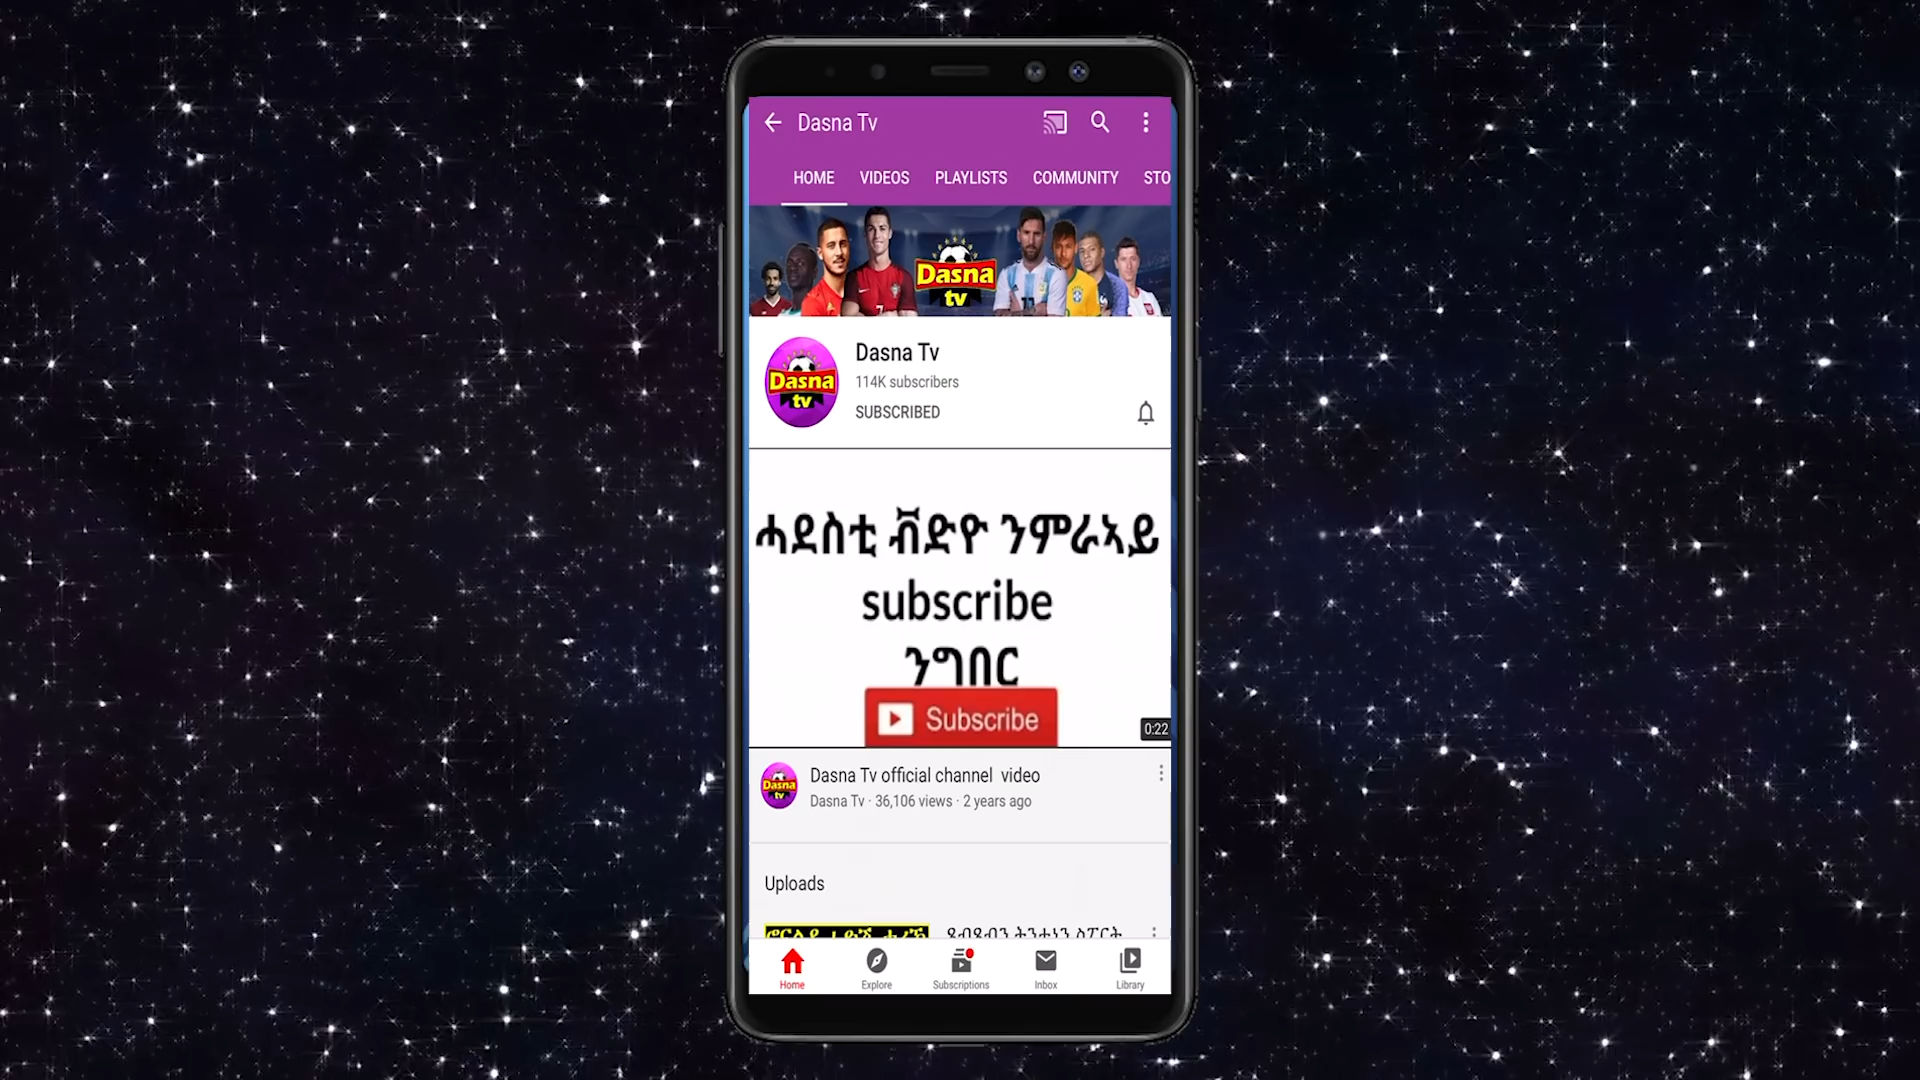 Dasna Tv
HOME VIDEOS PLAYLISTS COMMUNITY STO
Dasna
tv
Dasna
tv
Dasna Tv
114K subscribers
SUBSCRIBED
ሓደስቲ ቭድዮ ንምራኣይ
subscribe
ንግበር
Subscribe
0:22
Dasna
tv
Dasna Tv official channel video
Dasna Tv · 36,106 views · 2 years ago
Uploads
Home Explore Subscriptions Inbox Library